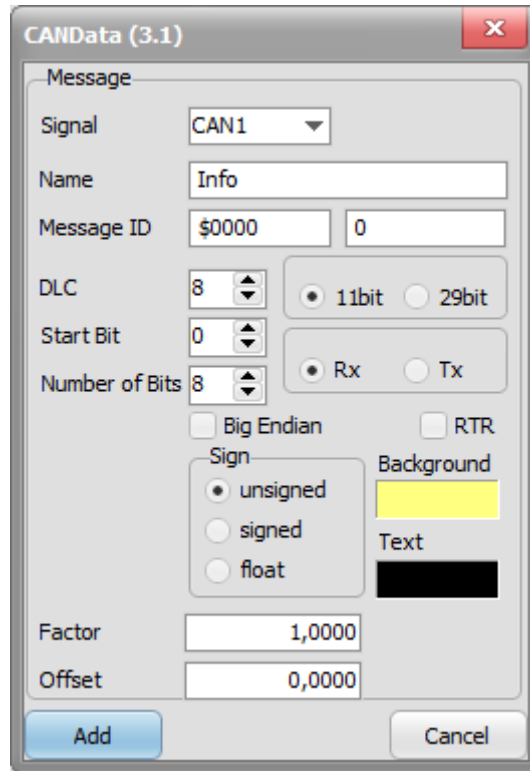 CANData (3.1)
Message
Signal CAN1
Name Info
Message ID $0000 0
DLC 8 11bit 29bit
Start Bit 0
Number of Bits 8 Rx Tx
Big Endian RTR
Sign Background
unsigned
signed Text
float
Factor 1,0000
Offset 0,0000
Add Cancel